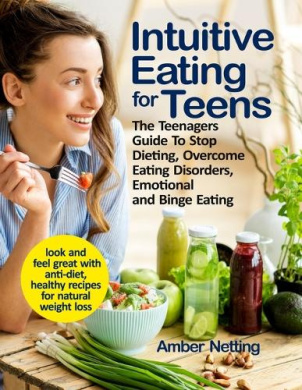 Intuitive
Eating
for Teens
The Teenagers
Guide To Stop
Dieting, Overcome
Eating Disorders,
Emotional
and Binge Eating
look and
feel great with
anti-diet,
healthy recipes
for natural
weight loss
Amber Netting